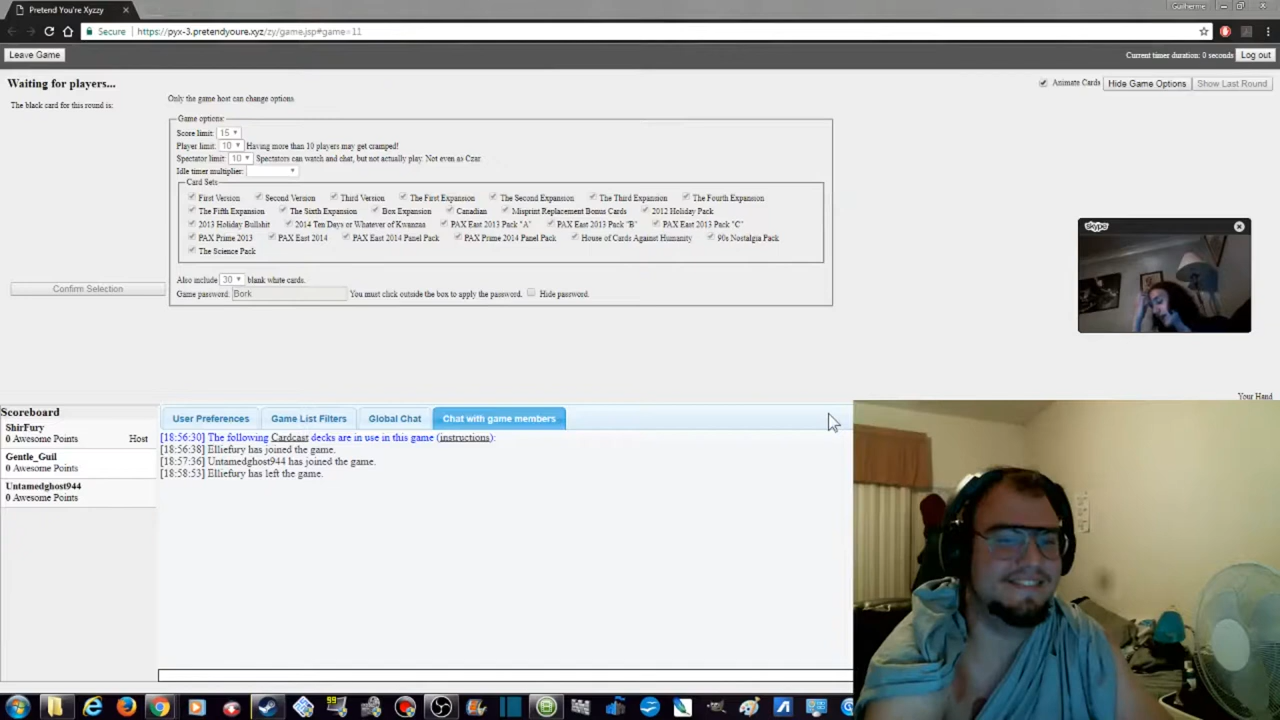 Pretend You're Xyzzy
Guilherme
Secure https://pyx-3.pretendyoure.xyz/zy/game.jsp#game=11
Leave Game
Current timer duration: 0 seconds Log out
Waiting for players...
Animate Cards Hide Game Options Show Last Round
The black card for this round is:
Only the game host can change options
Game options:
Score limit: 15
Player limit: 10 Having more than 10 players may get cramped!
Spectator limit: 10 Spectators can watch and chat, but not actually play. Not even as Czar
Idle timer multiplier:
Card Sets
First Version Second Version Third Version The First Expansion The Second Expansion The Third Expansion The Fourth Expansion
The Fifth Expansion The Sixth Expansion Box Expansion Canadian Misprint Replacement Bonus Cards 2012 Holiday Pack
2013 Holiday Bullshit 2014 Ten Days or Whatever of Kwanzaa PAX East 2013 Pack "A" PAX East 2013 Pack "B" PAX East 2013 Pack "C"
PAX Prime 2013 PAX East 2014 PAX East 2014 Panel Pack PAX Prime 2014 Panel Pack House of Cards Against Humanity 90s Nostalgia Pack
The Science Pack
Also include 30 blank white cards.
Confirm Selection
Game password: Bork You must click outside the box to apply the password. Hide password.
skype
Your Hand
Scoreboard
ShirFury
0 Awesome Points Host
Gentle_Guil
0 Awesome Points
Untamedghost944
0 Awesome Points
User Preferences Game List Filters Global Chat Chat with game members
[18:56:30] The following Cardcast decks are in use in this game (instructions):
[18:56:38] Elliefury has joined the game.
[18:57:36] Untamedghost944 has joined the game.
[18:58:53] Elliefury has left the game.
99